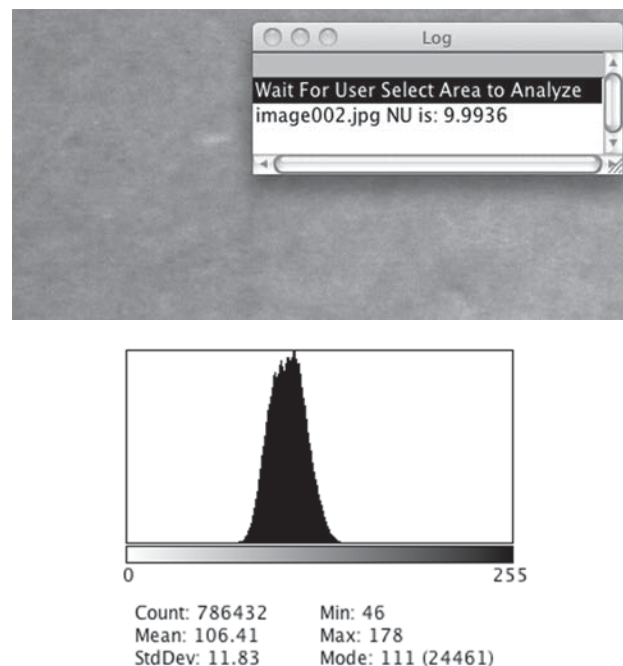 Log
Wait For User Select Area to Analyze
image002.jpg NU is: 9.9936
0 255
Count: 786432 Min: 46
Mean: 106.41 Max: 178
StdDev: 11.83 Mode: 111 (24461)